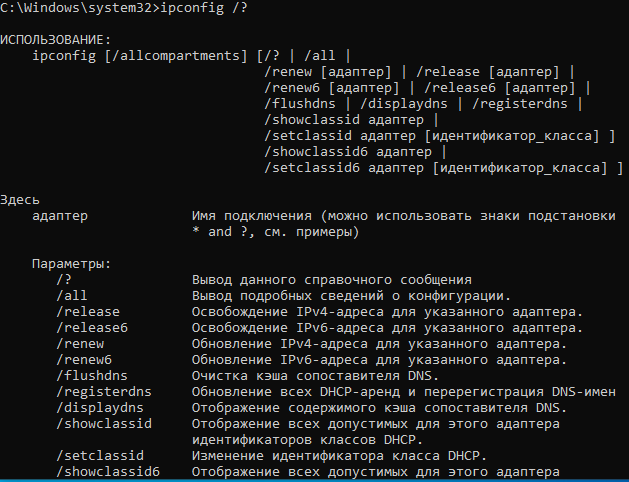 C:\Windows\system32>ipconfig /?
ИСПОЛЬЗОВАНИЕ:
ipconfig [/allcompartments] [/? | /all |
/renew [адаптер] | /release [адаптер] |
/renew6 [адаптер] | /release6 [адаптер] |
/flushdns | /displaydns | /registerdns |
/showclassid адаптер |
/setclassid адаптер [идентификатор_класса] ]
/showclassid6 адаптер |
/setclassid6 адаптер [идентификатор_класса] ]
Здесь
адаптер Имя подключения (можно использовать знаки подстановки
* and ?, см. примеры)
Параметры:
/? Вывод данного справочного сообщения
/all Вывод подробных сведений о конфигурации.
/release Освобождение IPv4-адреса для указанного адаптера.
/release6 Освобождение IPv6-адреса для указанного адаптера.
/renew Обновление IPv4-адреса для указанного адаптера.
/renew6 Обновление IPv6-адреса для указанного адаптера.
/flushdns Очистка кэша сопоставителя DNS.
/registerdns Обновление всех DHCP-аренд и перерегистрация DNS-имен
/displaydns Отображение содержимого кэша сопоставителя DNS.
/showclassid Отображение всех допустимых для этого адаптера
идентификаторов классов DHCP.
/setclassid Изменение идентификатора класса DHCP.
/showclassid6 Отображение всех допустимых для этого адаптера